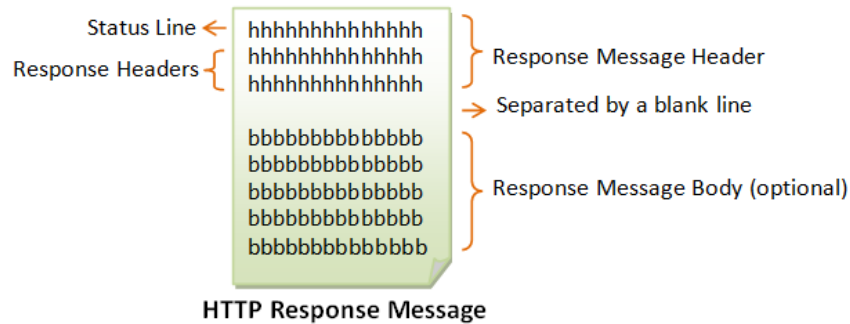 Status Line
hhhhhhhhhhhhhh
Response Headers
hhhhhhhhhhhhhh
hhhhhhhhhhhhhh
Response Message Header
Separated by a blank line
bbbbbbbbbbbbbb
bbbbbbbbbbbbbb
bbbbbbbbbbbbbb
bbbbbbbbbbbbbb
bbbbbbbbbbbbbbb
Response Message Body (optional)
HTTP Response Message